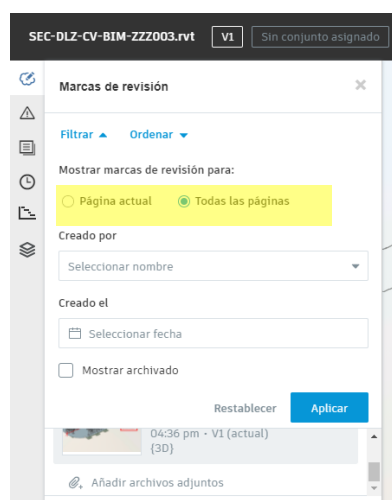 SEC-DLZ-CV-BIM-ZZZ003.rvt V1 Sin conjunto asignado
Marcas de revisión
Filtrar Ordenar
Mostrar marcas de revisión para:
Página actual Todas las páginas
Creado por
Seleccionar nombre
Creado el
Seleccionar fecha
Mostrar archivado
Restablecer Aplicar
04:36 pm · V1 (actual)
{3D}
Añadir archivos adjuntos